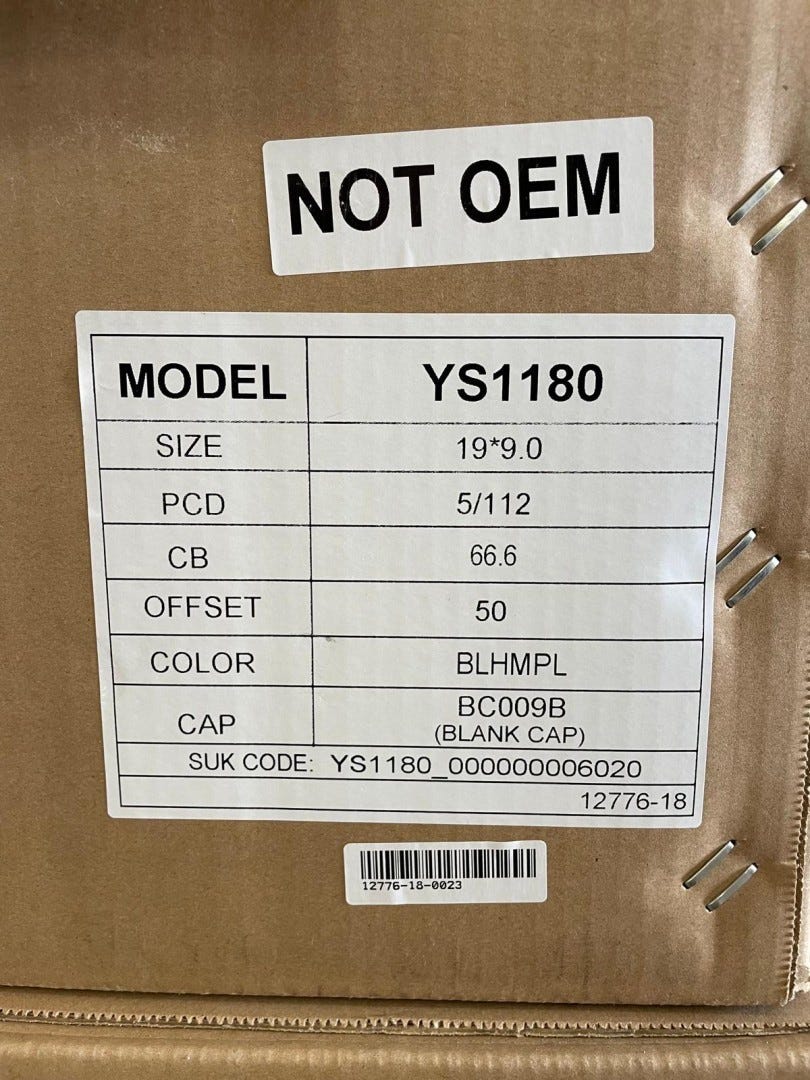 NOT OEM
MODEL YS1180
SIZE 19*9.0
PCD 5/112
CB 66.6
OFFSET 50
COLOR BLHMPL
CAP BC009B
(BLANK CAP)
SUK CODE: YS1180_000000006020
12776-18
12776-18-0023